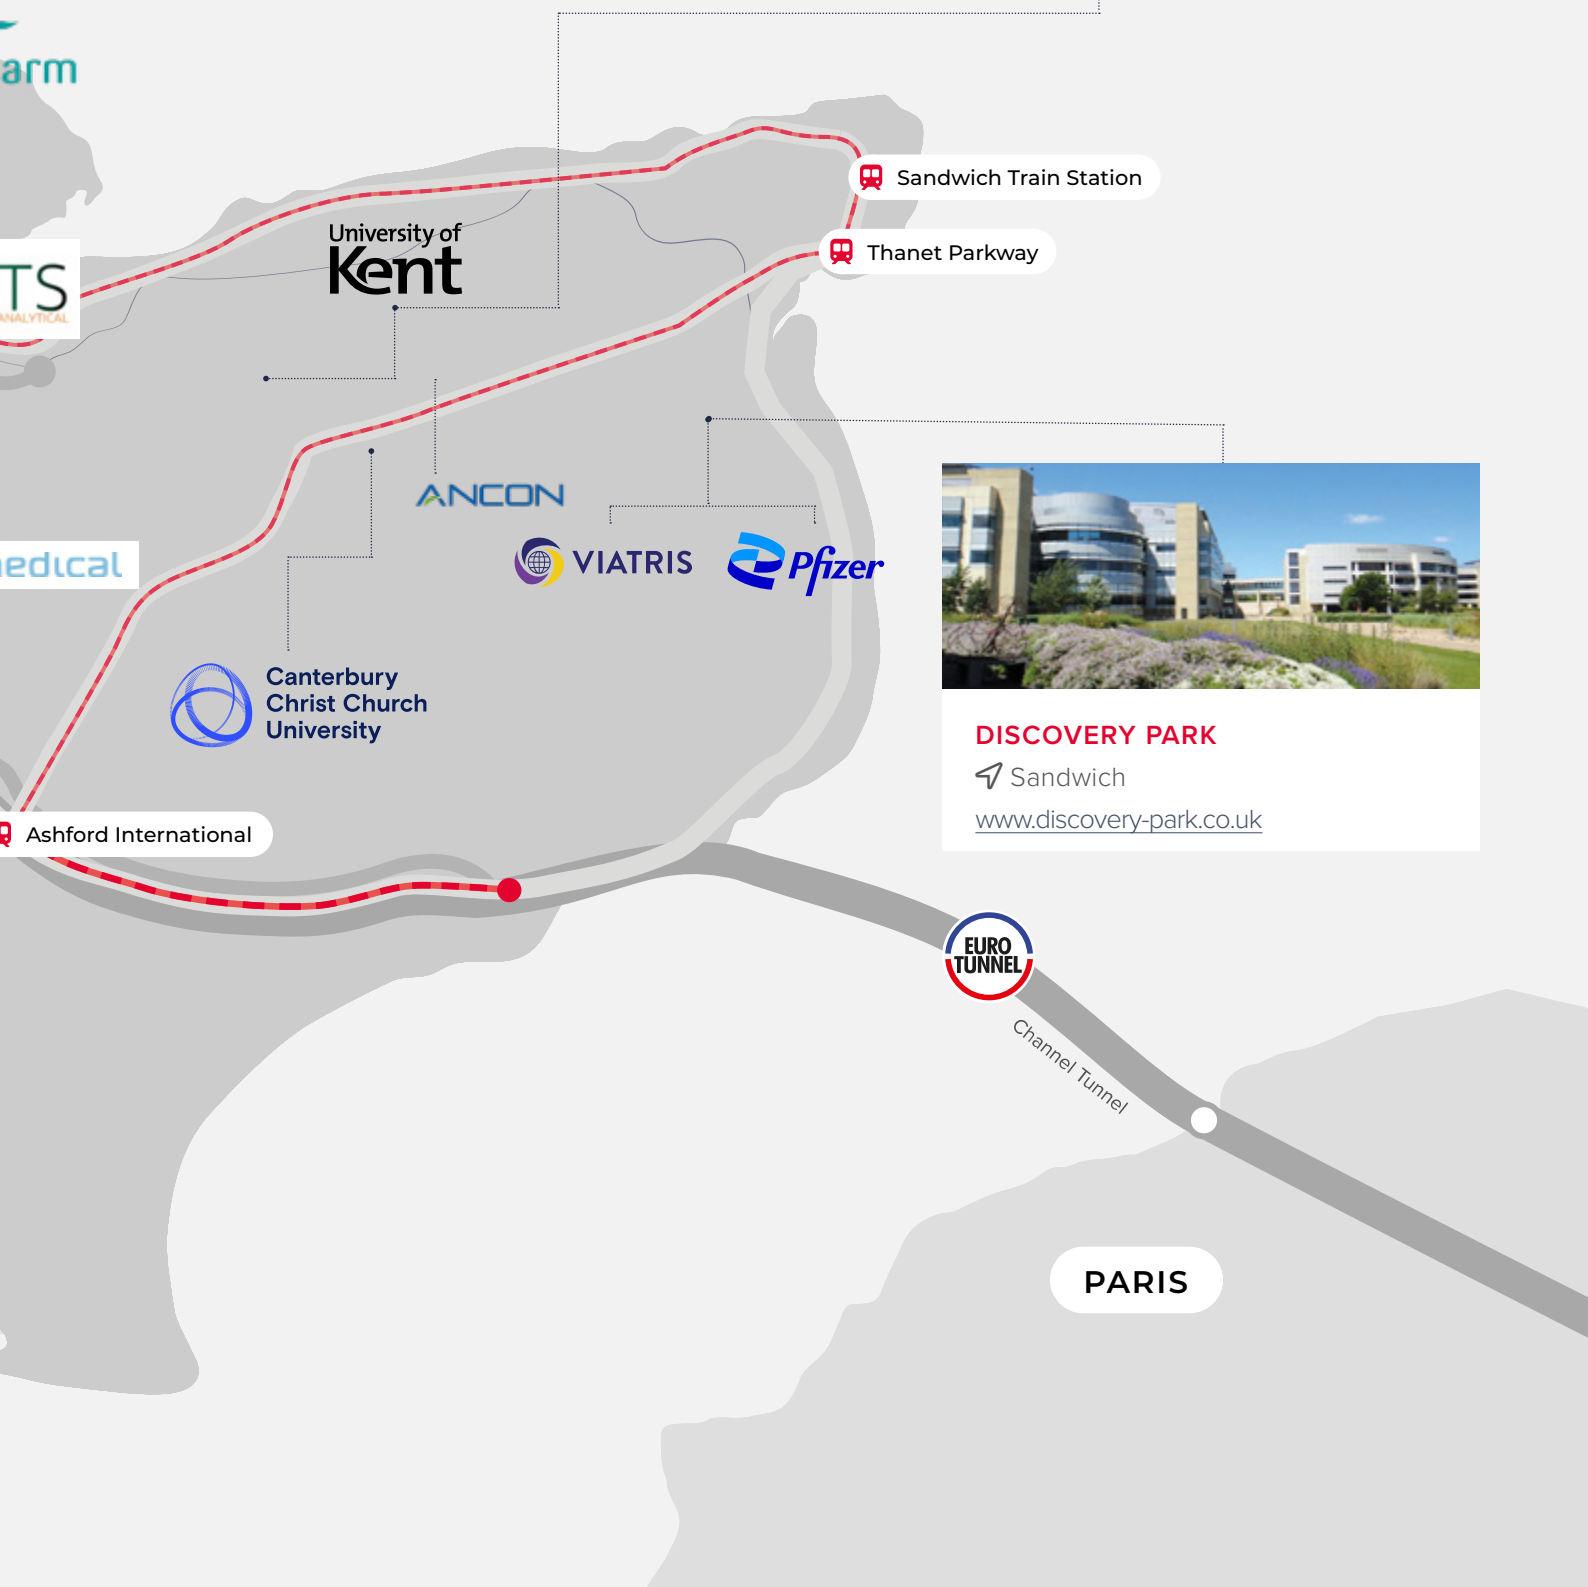 arm
Sandwich Train Station
University of
Kent
Thanet Parkway
TS
ANALYTICAL
ANCON
VIATRIS
Pfizer
edical
Canterbury
Christ Church
University
DISCOVERY PARK
Sandwich
www.discovery-park.co.uk
Ashford International
EURO
TUNNEL
Channel Tunnel
PARIS